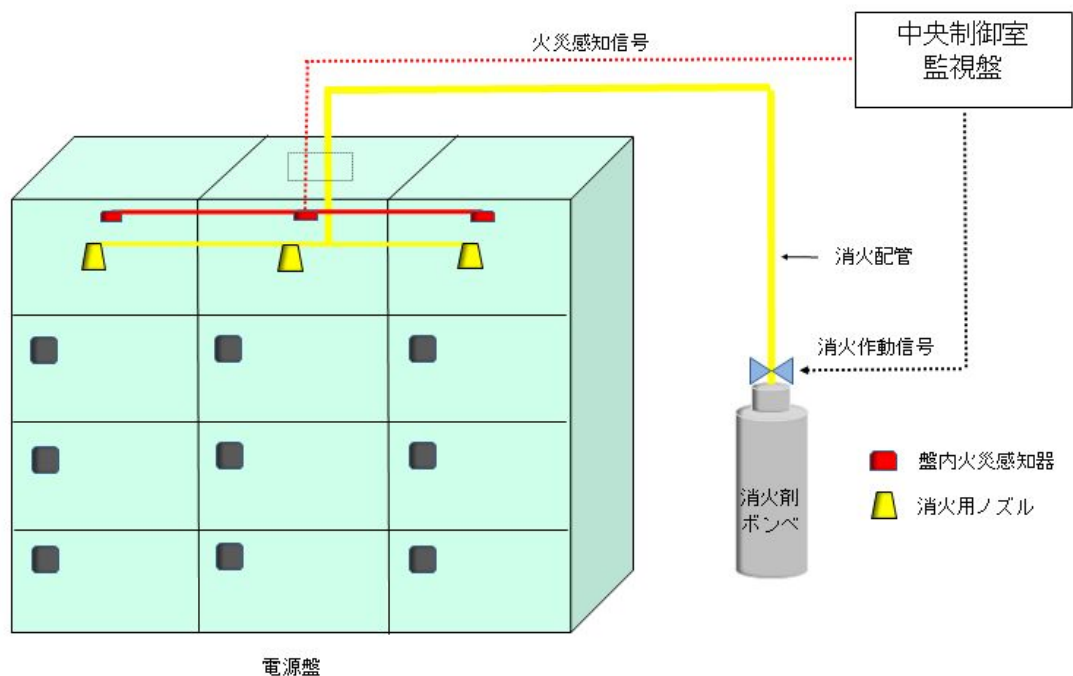 火災感知信号
中央制御室
監視盤
消火配管
消火作動信号
消火剤
ボンベ
盤内火災感知器
消火用ノズル
電源盤